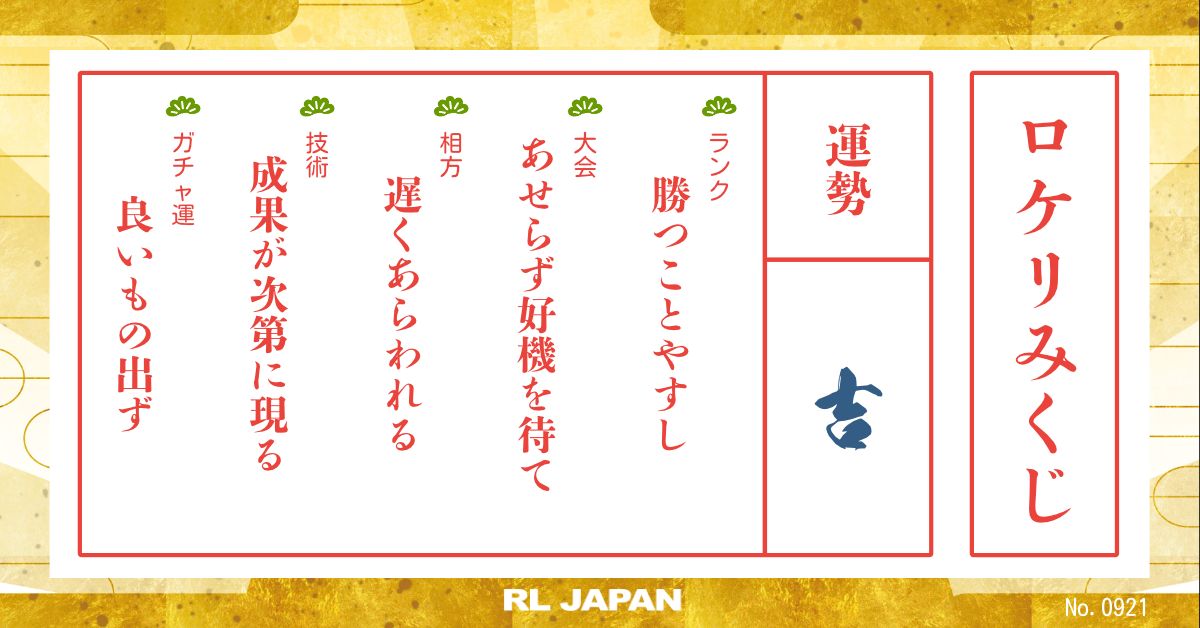 ロケリみくじ
運勢
吉
ランク
勝つことやすし
大会
あせらず好機を待て
相方
遅くあらわれる
技術
成果が次第に現る
ガチャ運
良いもの出ず
RL JAPAN
No. 0921